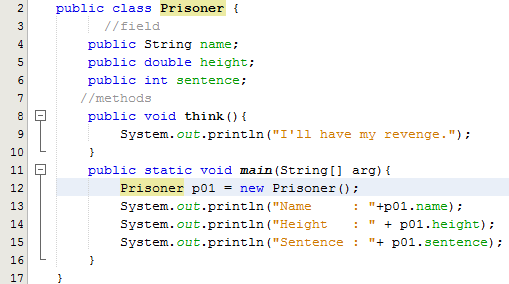 2 public class Prisoner {
3 //field
4 public String name;
5 public double height;
6 public int sentence;
7 //methods
8 public void think(){
9 System.out.println("I'll have my revenge.");
10 }
11 public static void main(String[] arg){
12 Prisoner p01 = new Prisoner();
13 System.out.println("Name     : "+p01.name);
14 System.out.println("Height   : " + p01.height);
15 System.out.println("Sentence : "+ p01.sentence);
16 }
17 }